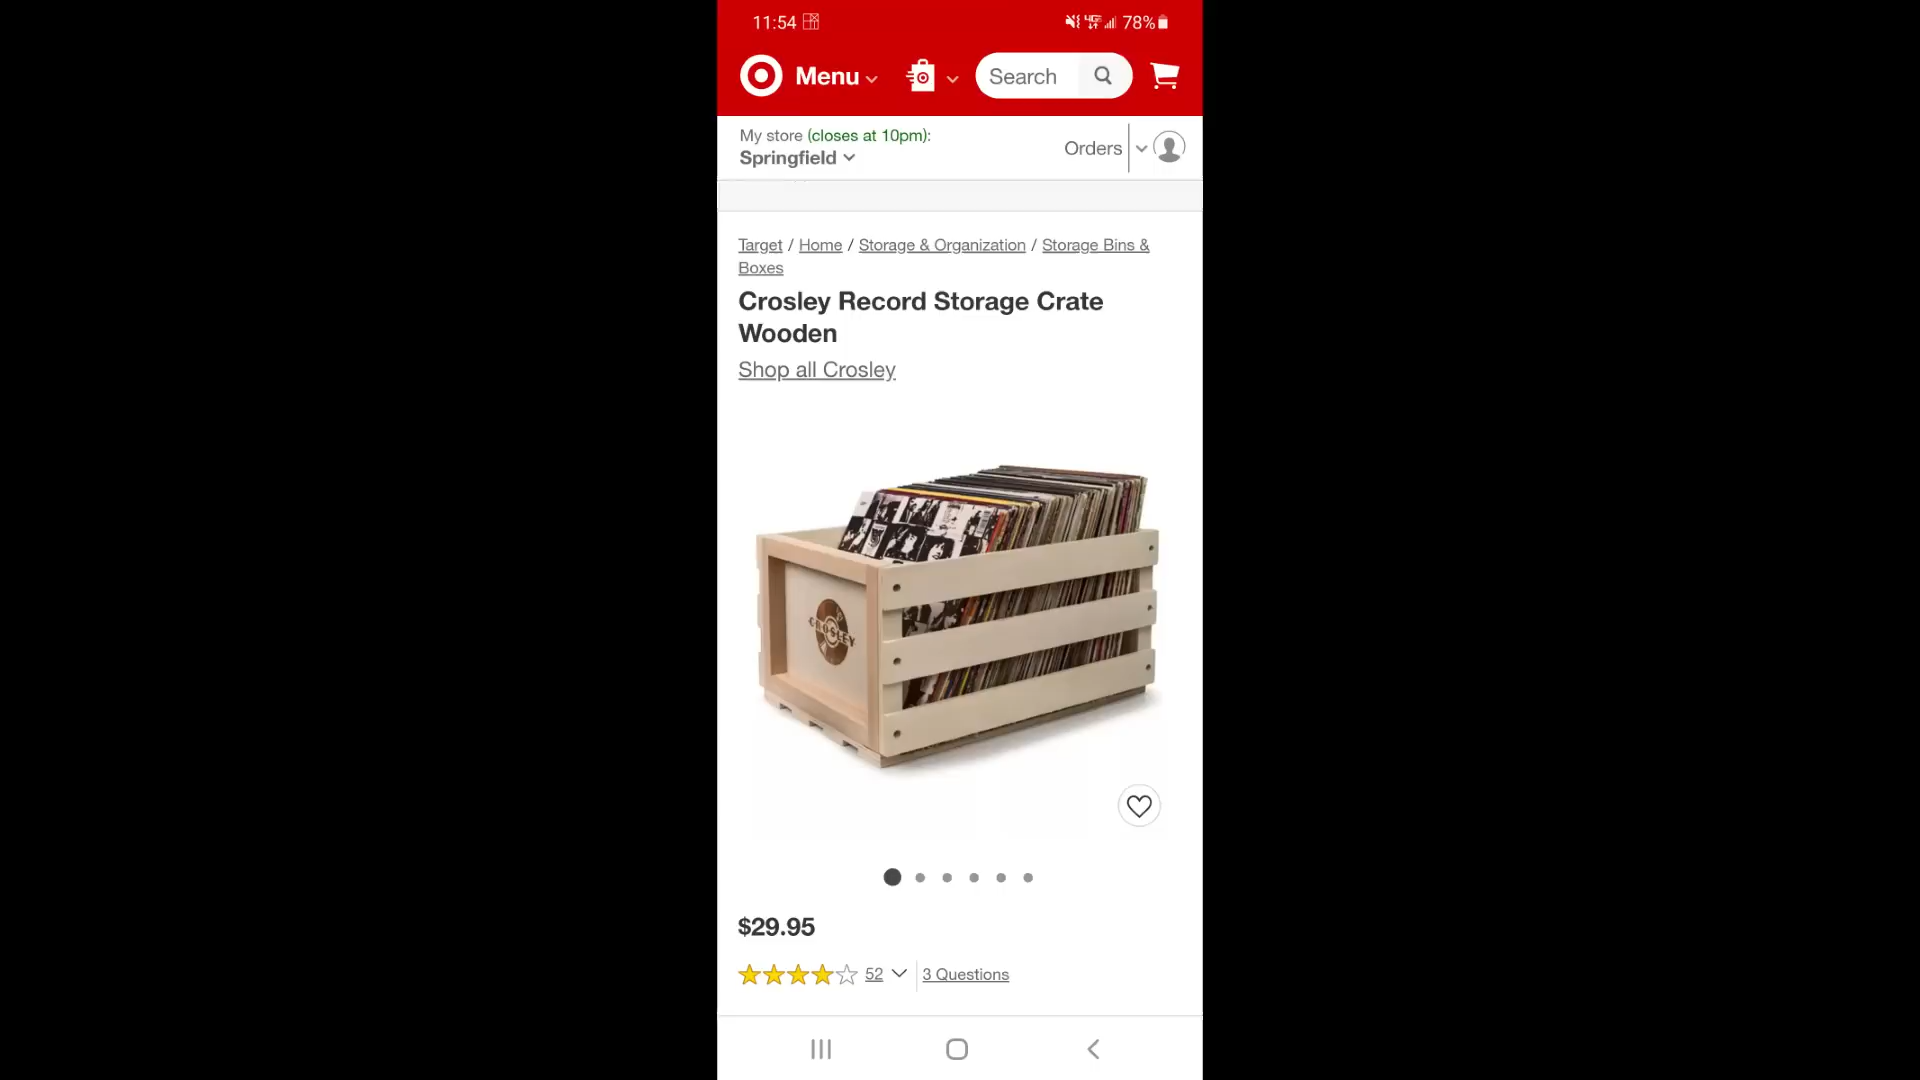 11:54
78%
Menu
Search
My store (closes at 10pm):
Springfield
Orders
Target / Home / Storage & Organization / Storage Bins &
Boxes
Crosley Record Storage Crate
Wooden
Shop all Crosley
CROSLEY
$29.95
52
3 Questions